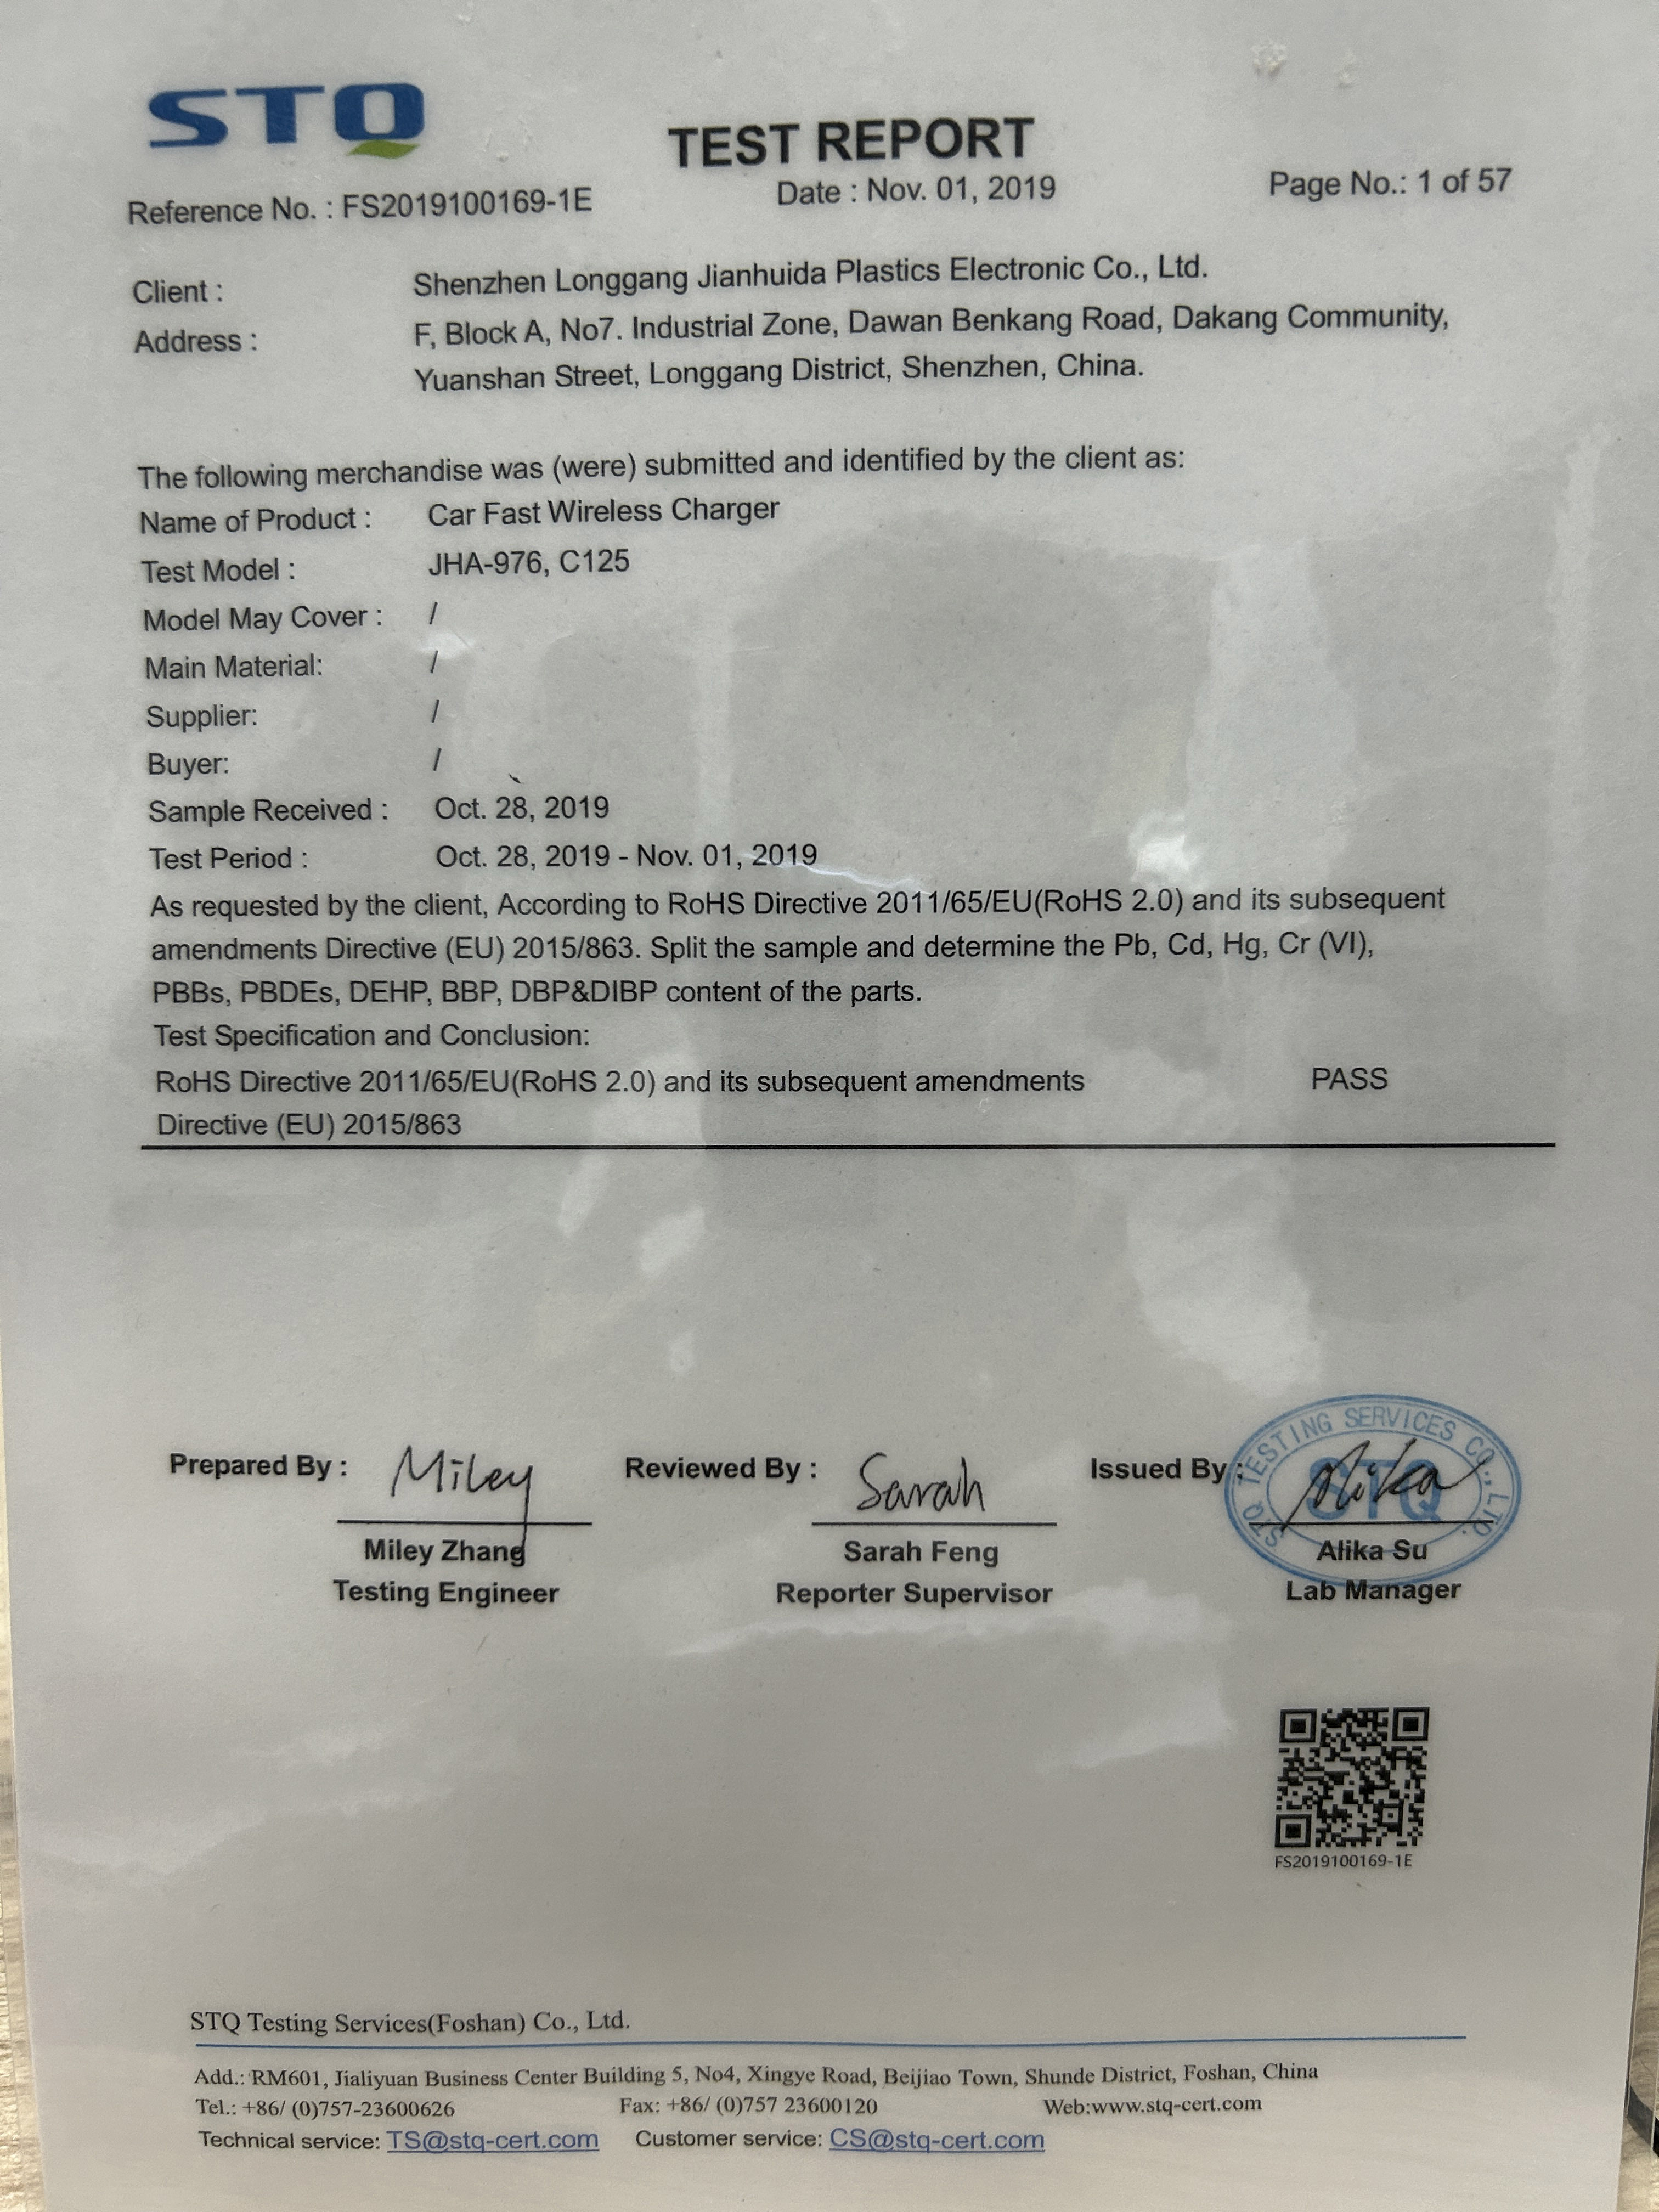 STQ
TEST REPORT
Reference No. : FS2019100169-1E
Date : Nov. 01, 2019
Page No.: 1 of 57
Client : Shenzhen Longgang Jianhuida Plastics Electronic Co., Ltd.
Address : F, Block A, No7. Industrial Zone, Dawan Benkang Road, Dakang Community,
Yuanshan Street, Longgang District, Shenzhen, China.
The following merchandise was (were) submitted and identified by the client as:
Name of Product : Car Fast Wireless Charger
Test Model : JHA-976, C125
Model May Cover : /
Main Material: /
Supplier: /
Buyer: /
Sample Received : Oct. 28, 2019
Test Period : Oct. 28, 2019 - Nov. 01, 2019
As requested by the client, According to RoHS Directive 2011/65/EU(RoHS 2.0) and its subsequent
amendments Directive (EU) 2015/863. Split the sample and determine the Pb, Cd, Hg, Cr (VI),
PBBs, PBDEs, DEHP, BBP, DBP&DIBP content of the parts.
Test Specification and Conclusion:
RoHS Directive 2011/65/EU(RoHS 2.0) and its subsequent amendments PASS
Directive (EU) 2015/863
Prepared By : Miley
Reviewed By : Sarah
Issued By : Alika
STQ TESTING SERVICES CO., LTD.
STQ
Miley Zhang
Sarah Feng
Alika Su
Testing Engineer
Reporter Supervisor
Lab Manager
FS2019100169-1E
STQ Testing Services(Foshan) Co., Ltd.
Add.: RM601, Jialiyuan Business Center Building 5, No4, Xingye Road, Beijiao Town, Shunde District, Foshan, China
Tel.: +86/ (0)757-23600626 Fax: +86/ (0)757 23600120 Web:www.stq-cert.com
Technical service: TS@stq-cert.com Customer service: CS@stq-cert.com